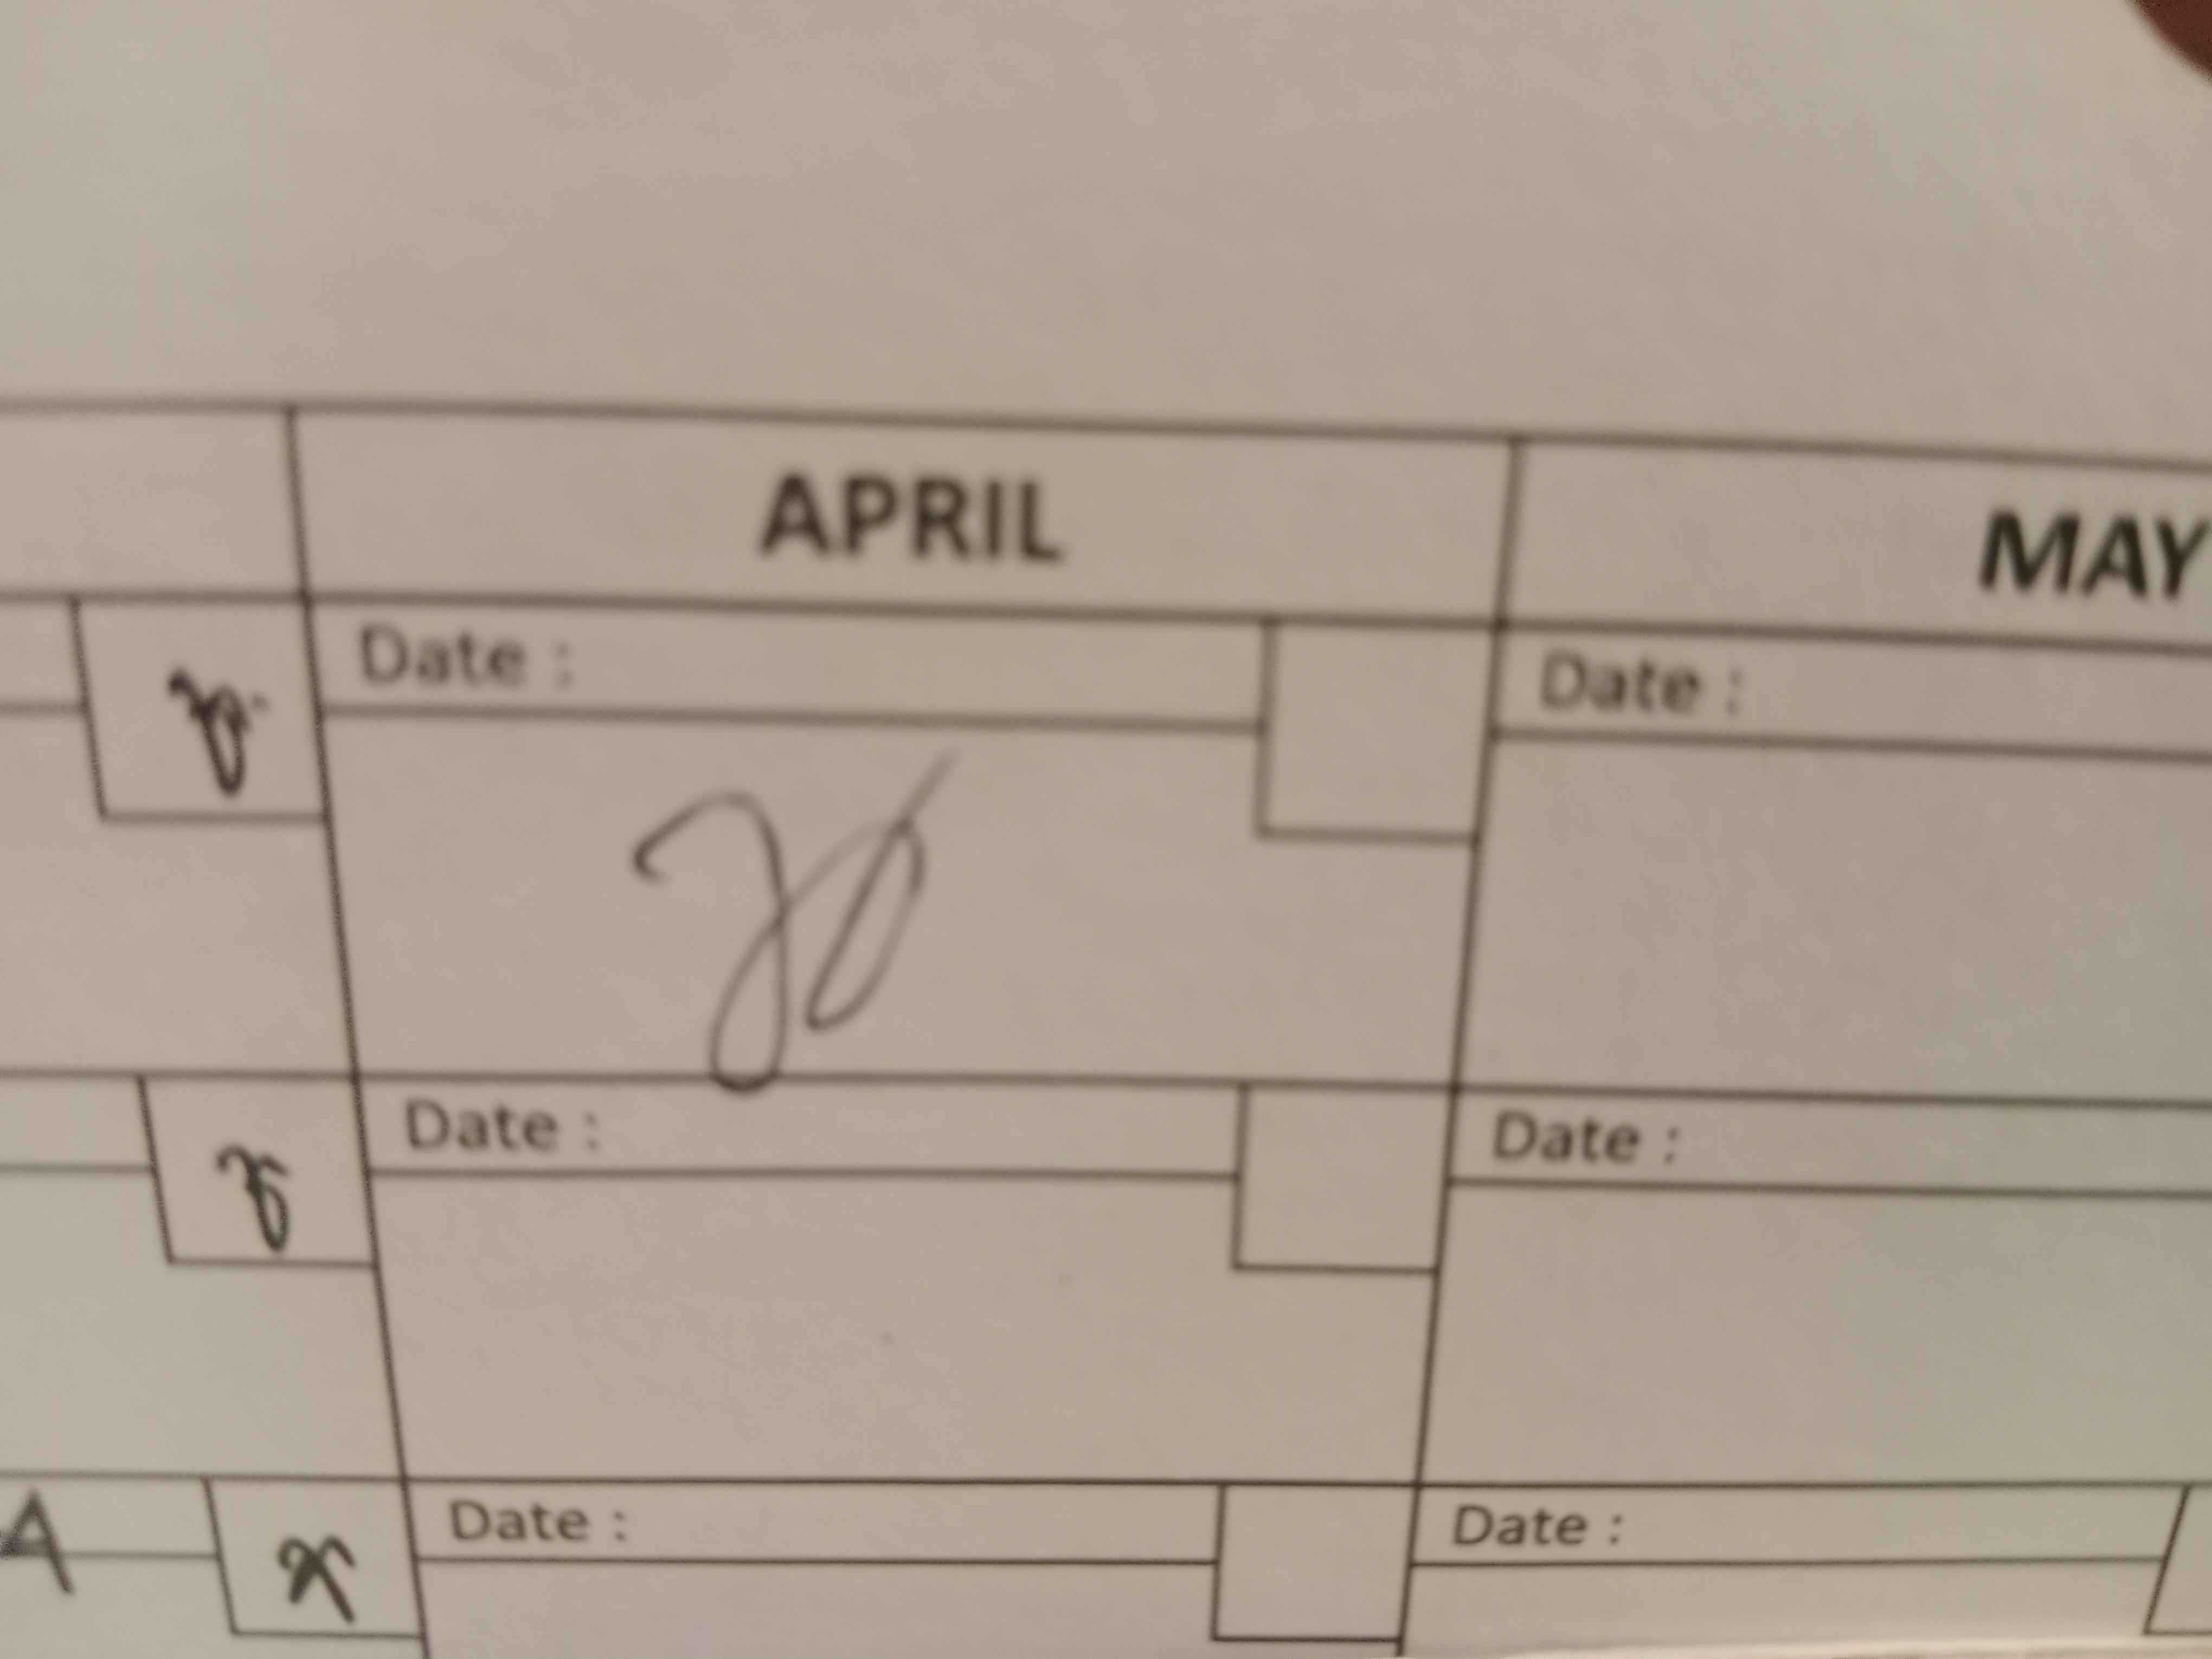 APRIL MAY
Date : Date :
Date : Date :
A Date : Date :